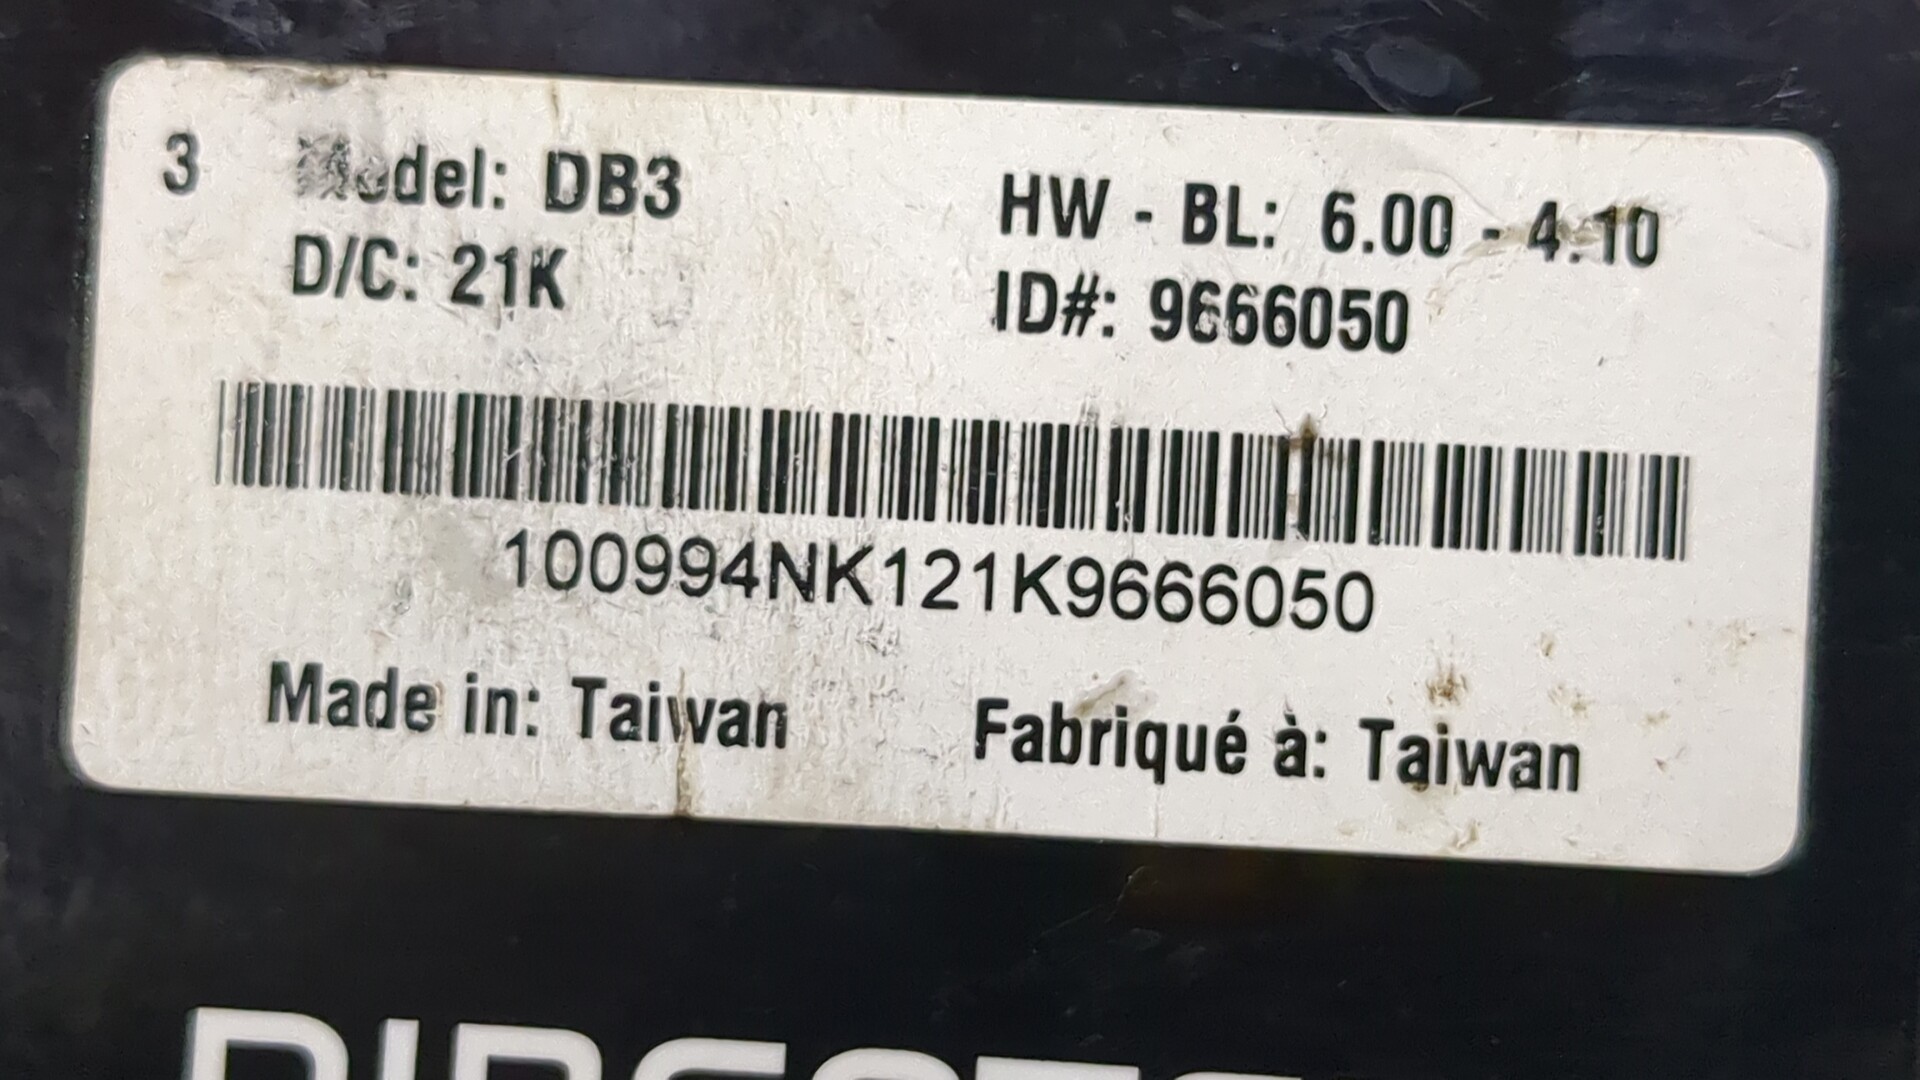 3 Model: DB3 HW - BL: 6.00 - 4.10
D/C: 21K ID#: 9666050
100994NK121K9666050
Made in: Taiwan Fabriqué à: Taiwan